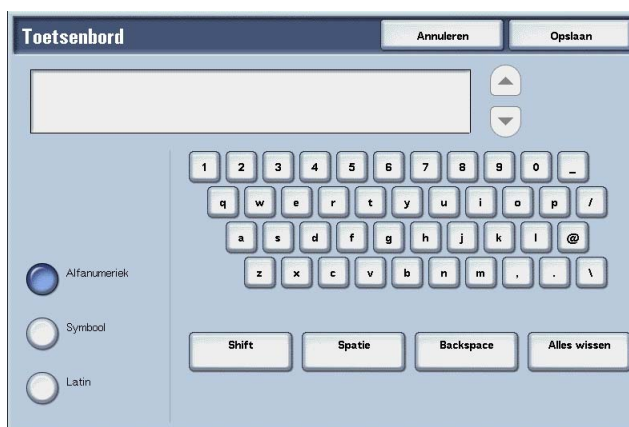 Toetsenbord Annuleren Opslaan
1 2 3 4 5 6 7 8 9 0 _
q w e r t y u i o p /
a s d f g h j k l @
z x c v b n m , . \
Alfanumeriek
Symbool
Latin
Shift Spatie Backspace Alles wissen